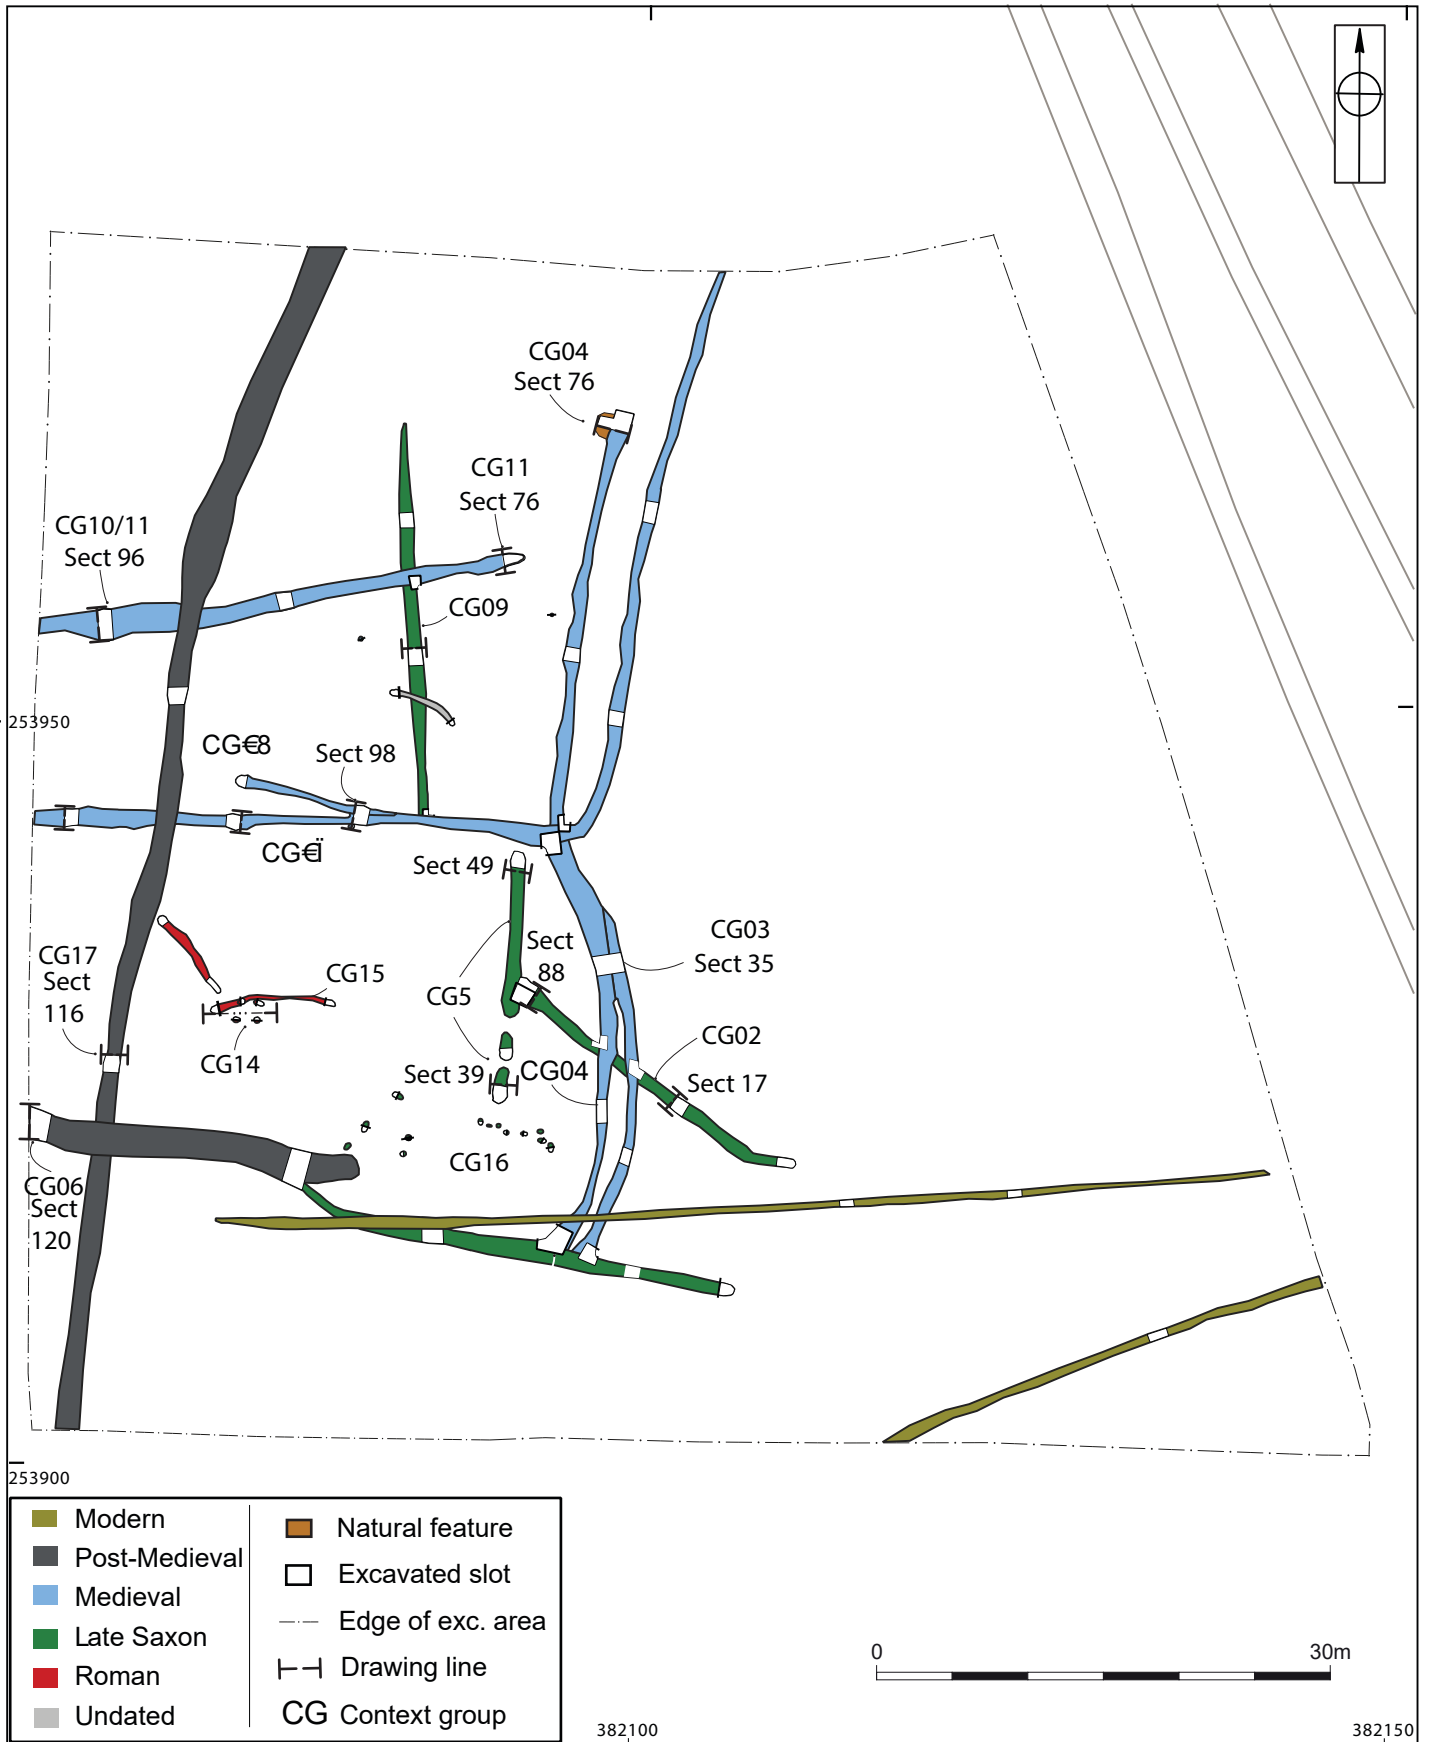 CG04
Sect 76
CG11
Sect 76
CG10/11
Sect 96
CG09
253950
CG€8
Sect 98
CG€Ï
Sect 49
CG03
Sect 35
Sect
88
CG17
Sect
116
CG15
CG5
CG14
CG02
Sect 39
CG04
Sect 17
CG16
CG06
Sect
120
253900
Modern
Post-Medieval
Medieval
Late Saxon
Roman
Undated
Natural feature
Excavated slot
Edge of exc. area
Drawing line
CG Context group
0 30m
382100
382150